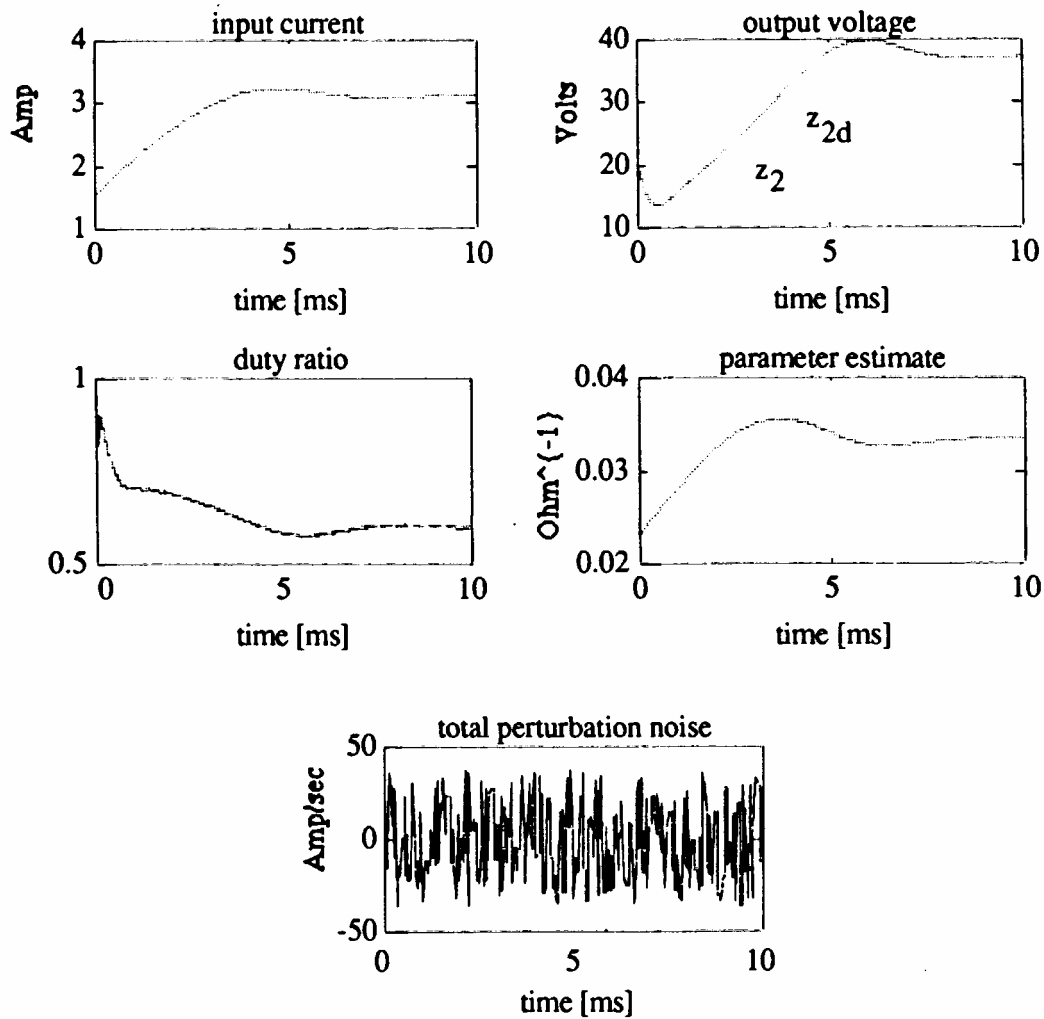 input current
4
3
2
1
Amp
0 5 10
time [ms]
output voltage
40
30
20
10
Volts
z2d
z2
0 5 10
time [ms]
duty ratio
1
0.5
0 5 10
time [ms]
parameter estimate
0.04
0.03
0.02
Ohm^{-1}
0 5 10
time [ms]
total perturbation noise
50
0
-50
Amp/sec
0 5 10
time [ms]